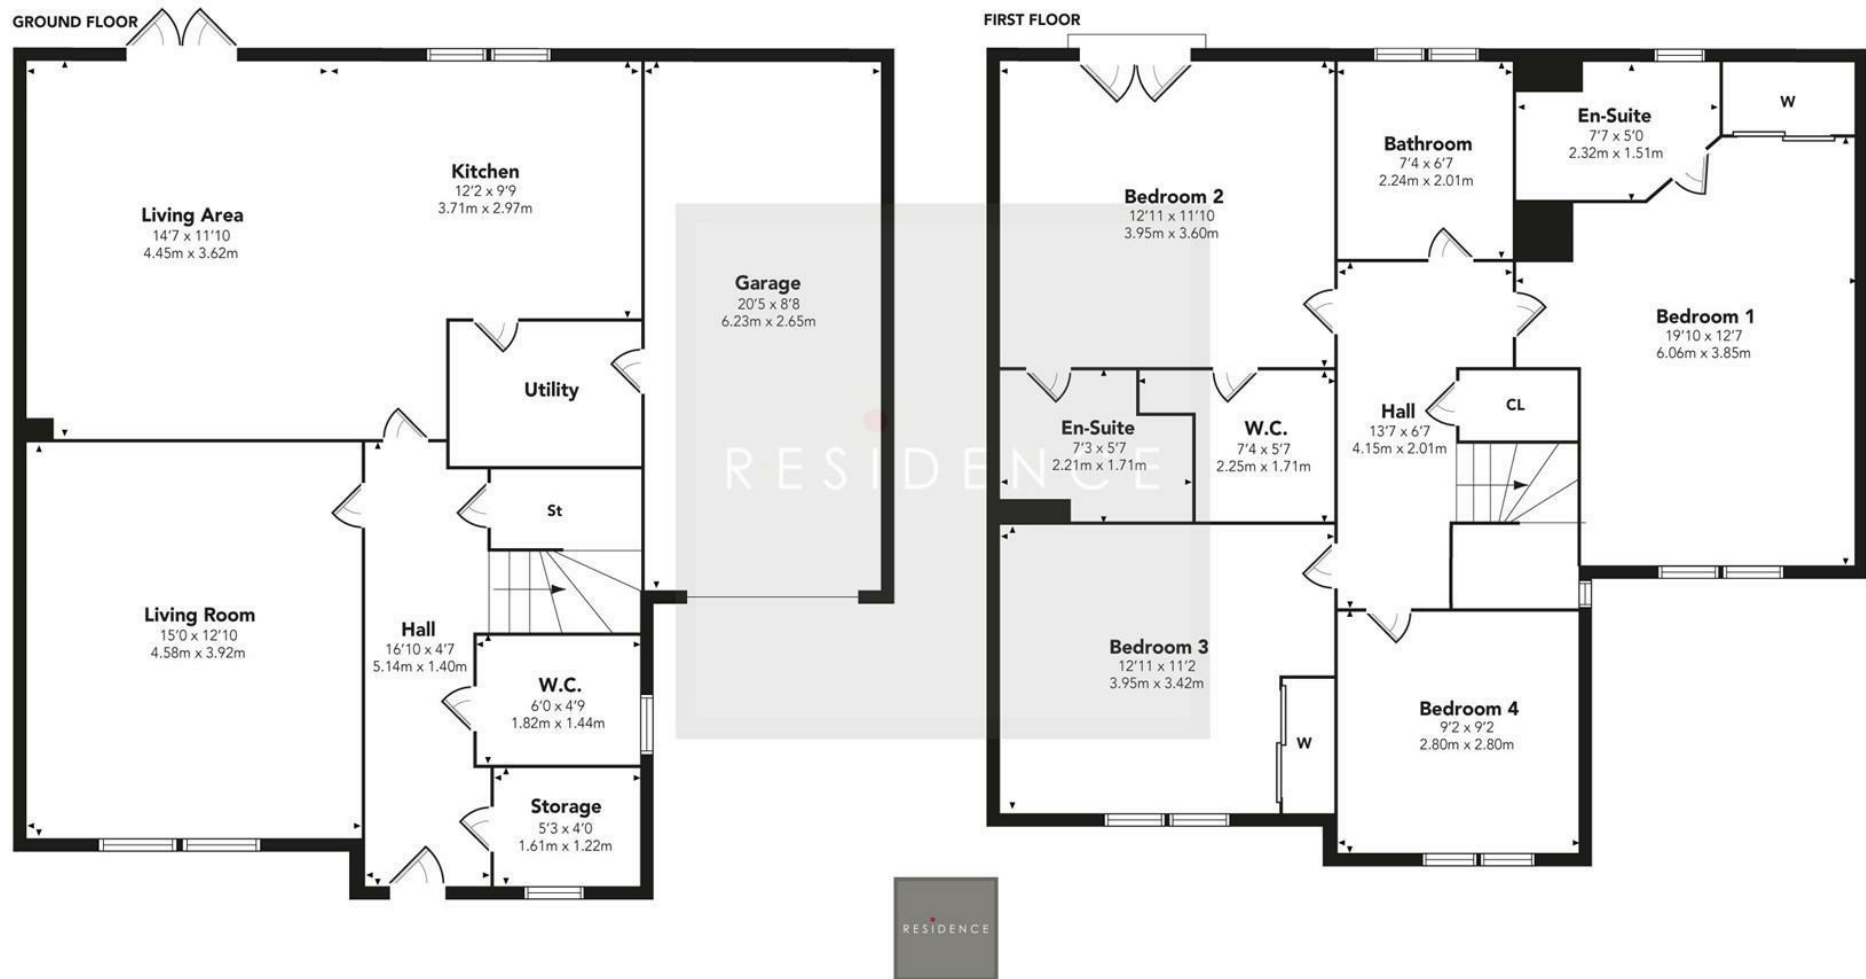 GROUND FLOOR
Living Area
14'7 x 11'10
4.45m x 3.62m
Kitchen
12'2 x 9'9
3.71m x 2.97m
Garage
20'5 x 8'8
6.23m x 2.65m
Utility
St
Living Room
15'0 x 12'10
4.58m x 3.92m
Hall
16'10 x 4'7
5.14m x 1.40m
W.C.
6'0 x 4'9
1.82m x 1.44m
Storage
5'3 x 4'0
1.61m x 1.22m
FIRST FLOOR
Bedroom 2
12'11 x 11'10
3.95m x 3.60m
Bathroom
7'4 x 6'7
2.24m x 2.01m
En-Suite
7'7 x 5'0
2.32m x 1.51m
W
Bedroom 1
19'10 x 12'7
6.06m x 3.85m
En-Suite
7'3 x 5'7
2.21m x 1.71m
W.C.
7'4 x 5'7
2.25m x 1.71m
Hall
13'7 x 6'7
4.15m x 2.01m
CL
Bedroom 3
12'11 x 11'2
3.95m x 3.42m
W
Bedroom 4
9'2 x 9'2
2.80m x 2.80m
RESIDENCE
RESIDENCE